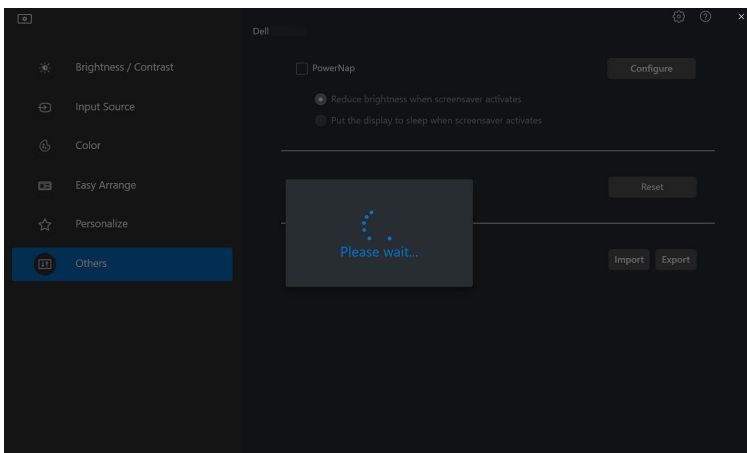 Dell
Brightness / Contrast
Input Source
Color
Easy Arrange
Personalize
Others
PowerNap
Configure
Reduce brightness when screensaver activates
Put the display to sleep when screensaver activates
Reset
Please wait...
Import Export